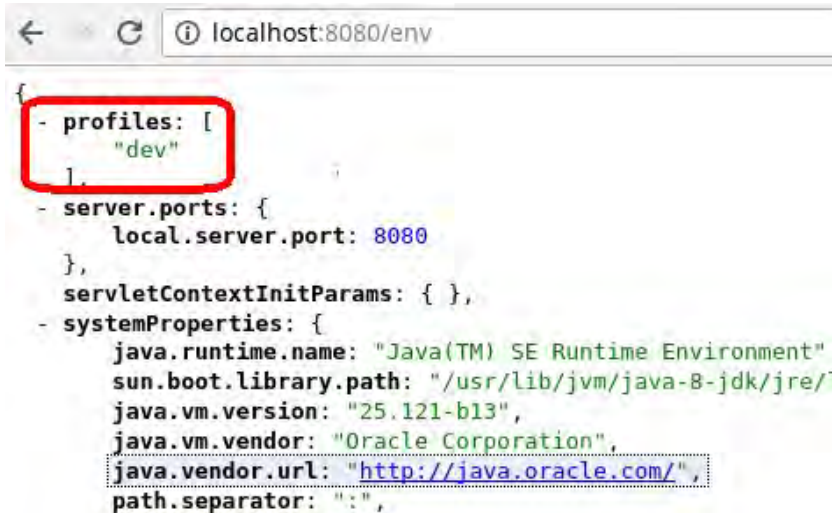 localhost:8080/env
{
- profiles: [
"dev"
],
- server.ports: {
local.server.port: 8080
},
servletContextInitParams: { },
- systemProperties: {
java.runtime.name: "Java(TM) SE Runtime Environment"
sun.boot.library.path: "/usr/lib/jvm/java-8-jdk/jre/
java.vm.version: "25.121-b13",
java.vm.vendor: "Oracle Corporation",
java.vendor.url: "http://java.oracle.com/",
path.separator: ":",